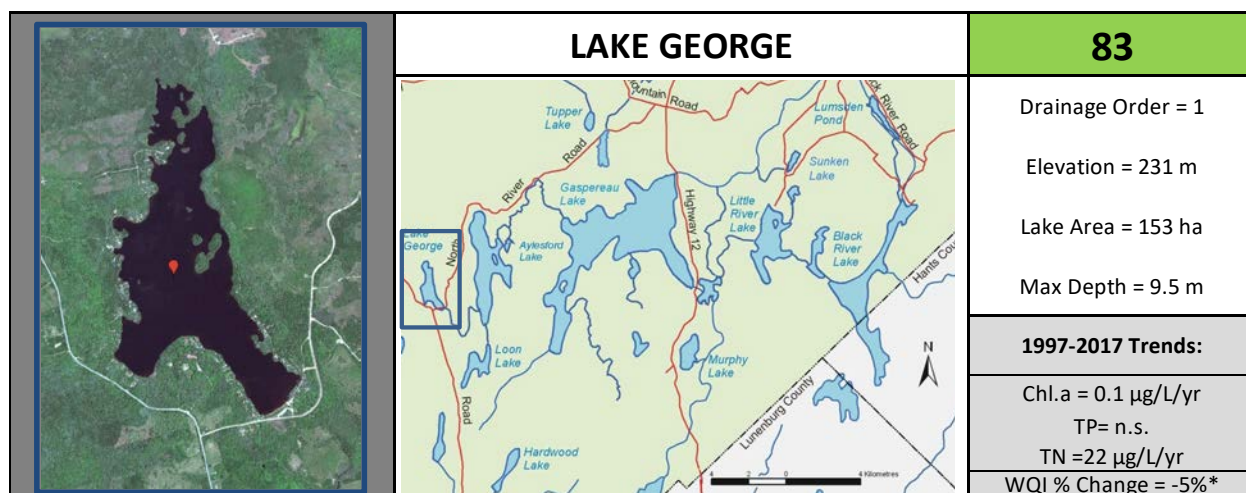 LAKE GEORGE
83
Mountain Road
Tupper
Lake
Road
River
North
Gaspereau
Lake
Highway 12
Lumsden
Pond
River Road
Sunken
Lake
Little
River
Lake
Black
River
Lake
Hants
George
Aylesford
Lake
Loon
Lake
Road
Murphy
Lake
Lunenburg County
Hardwood
Lake
N
4 2 0 4 Kilometres
Drainage Order = 1
Elevation = 231 m
Lake Area = 153 ha
Max Depth = 9.5 m
1997-2017 Trends:
Chl.a = 0.1 µg/L/yr
TP= n.s.
TN =22 µg/L/yr
WQI % Change = -5%*